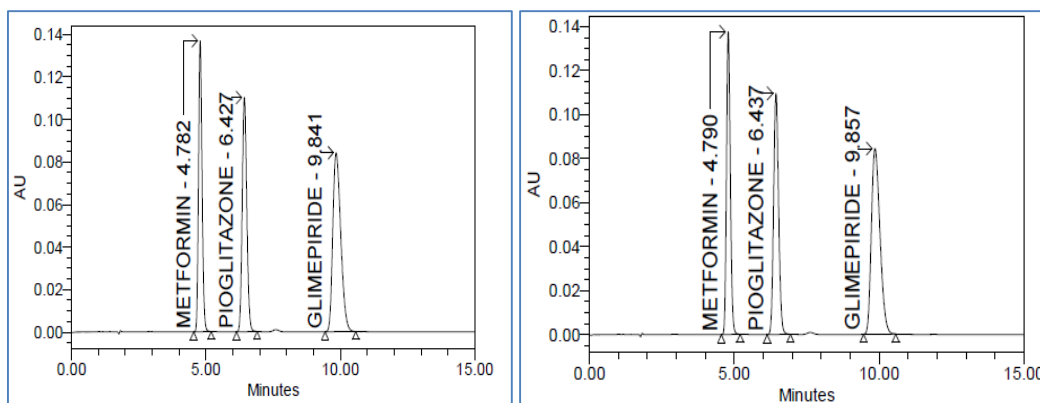 0.14
0.12
0.10
0.08
0.06
0.04
0.02
0.00
AU
METFORMIN - 4.782
PIOGLITAZONE - 6.427
GLIMEPIRIDE - 9.841
0.00 5.00 10.00 15.00
Minutes
0.14
0.12
0.10
0.08
0.06
0.04
0.02
0.00
AU
METFORMIN - 4.790
PIOGLITAZONE - 6.437
GLIMEPIRIDE - 9.857
0.00 5.00 10.00 15.00
Minutes